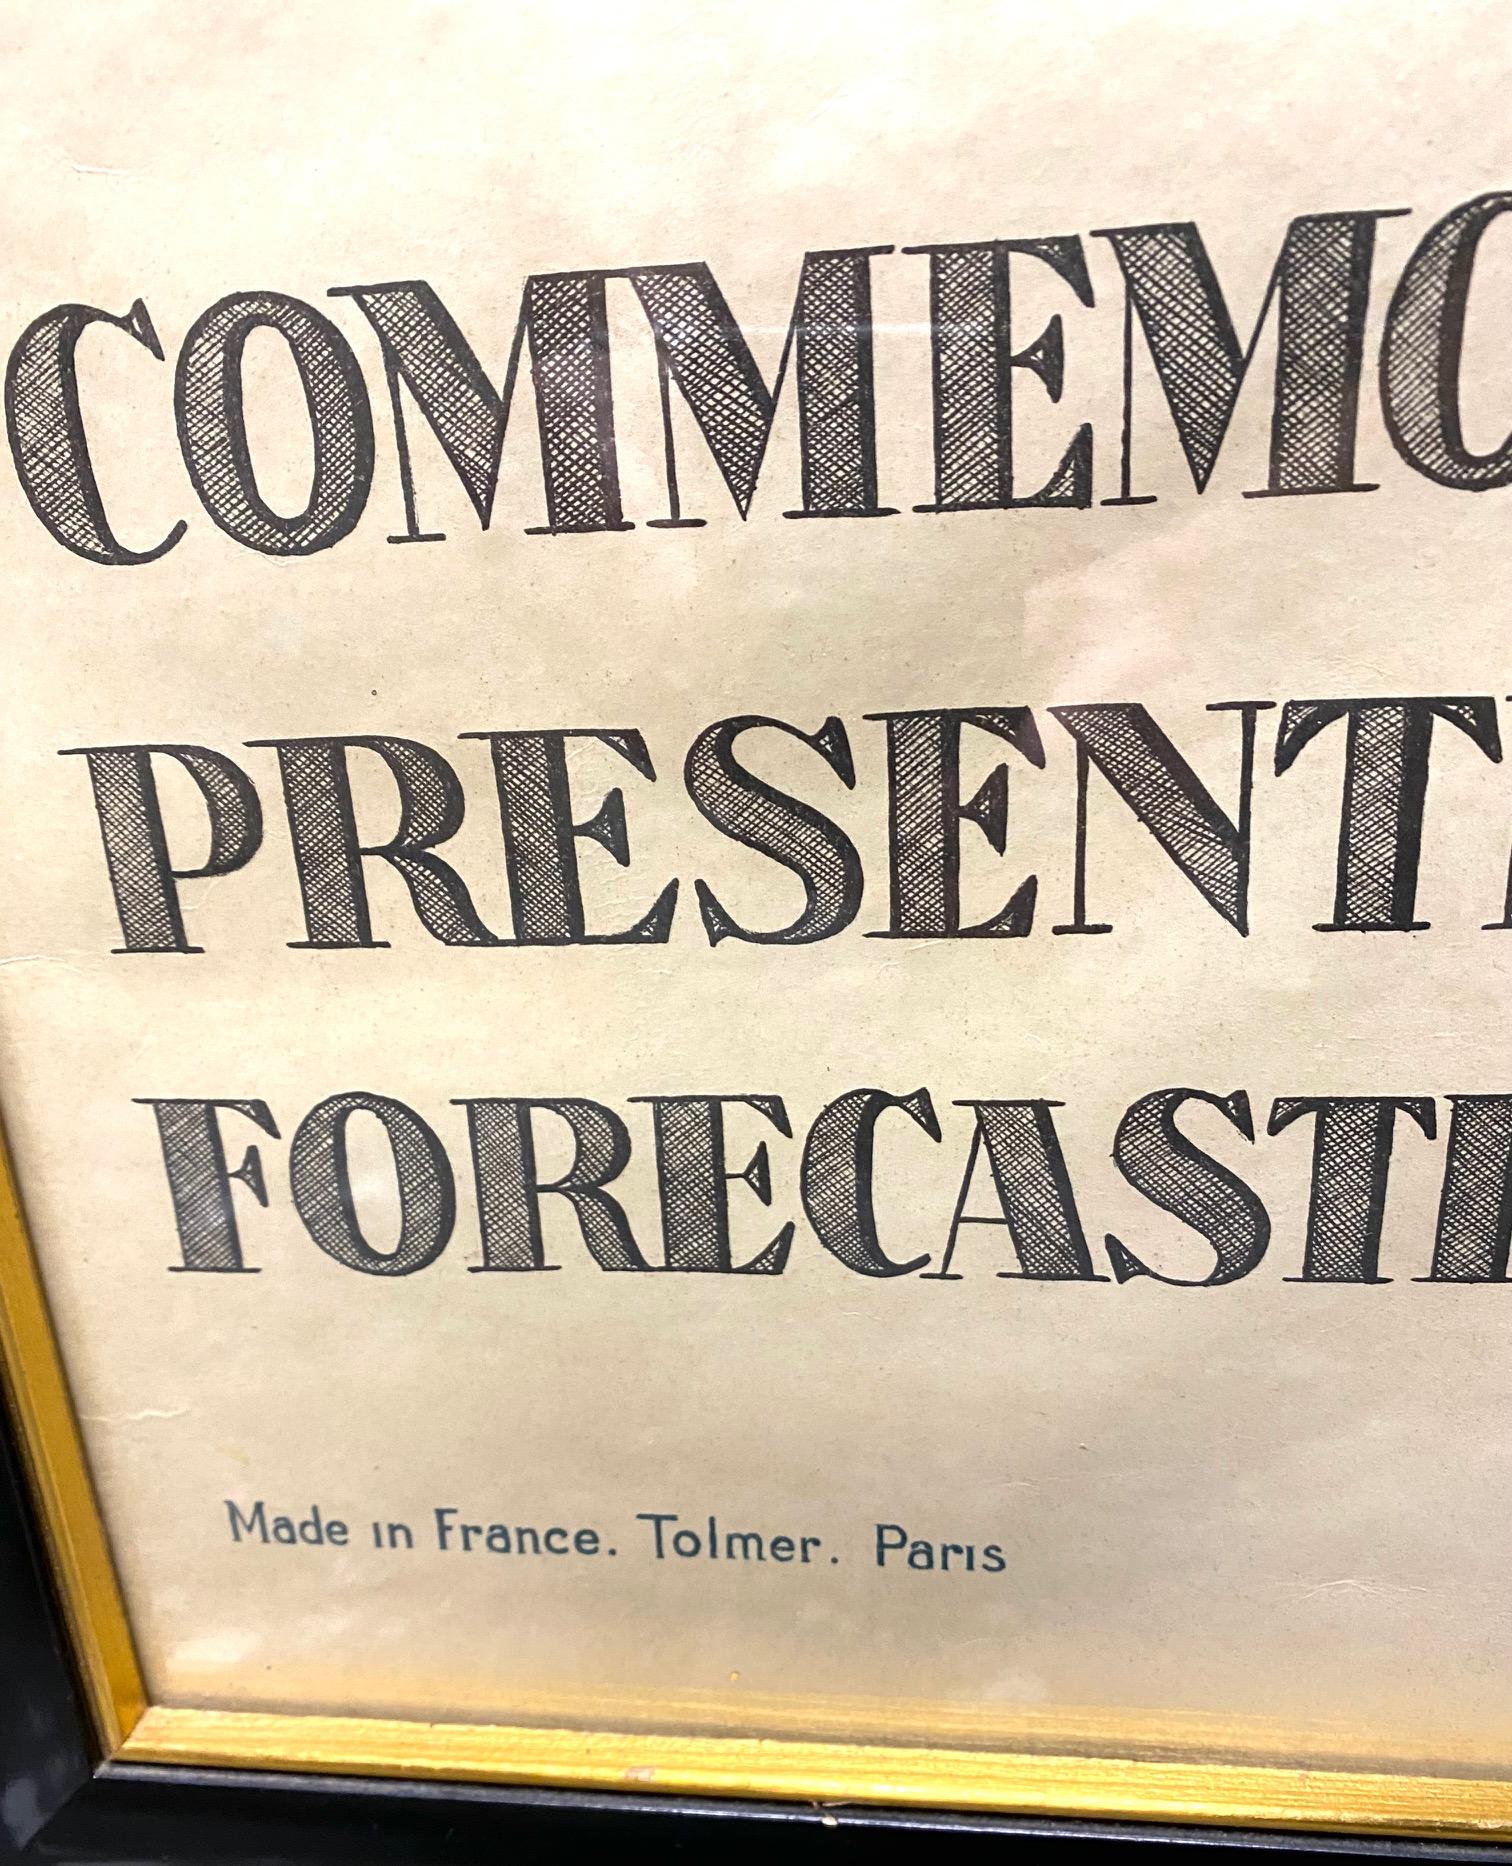 COMMEMO
PRESENT
FORECAST
Made in France. Tolmer. Paris